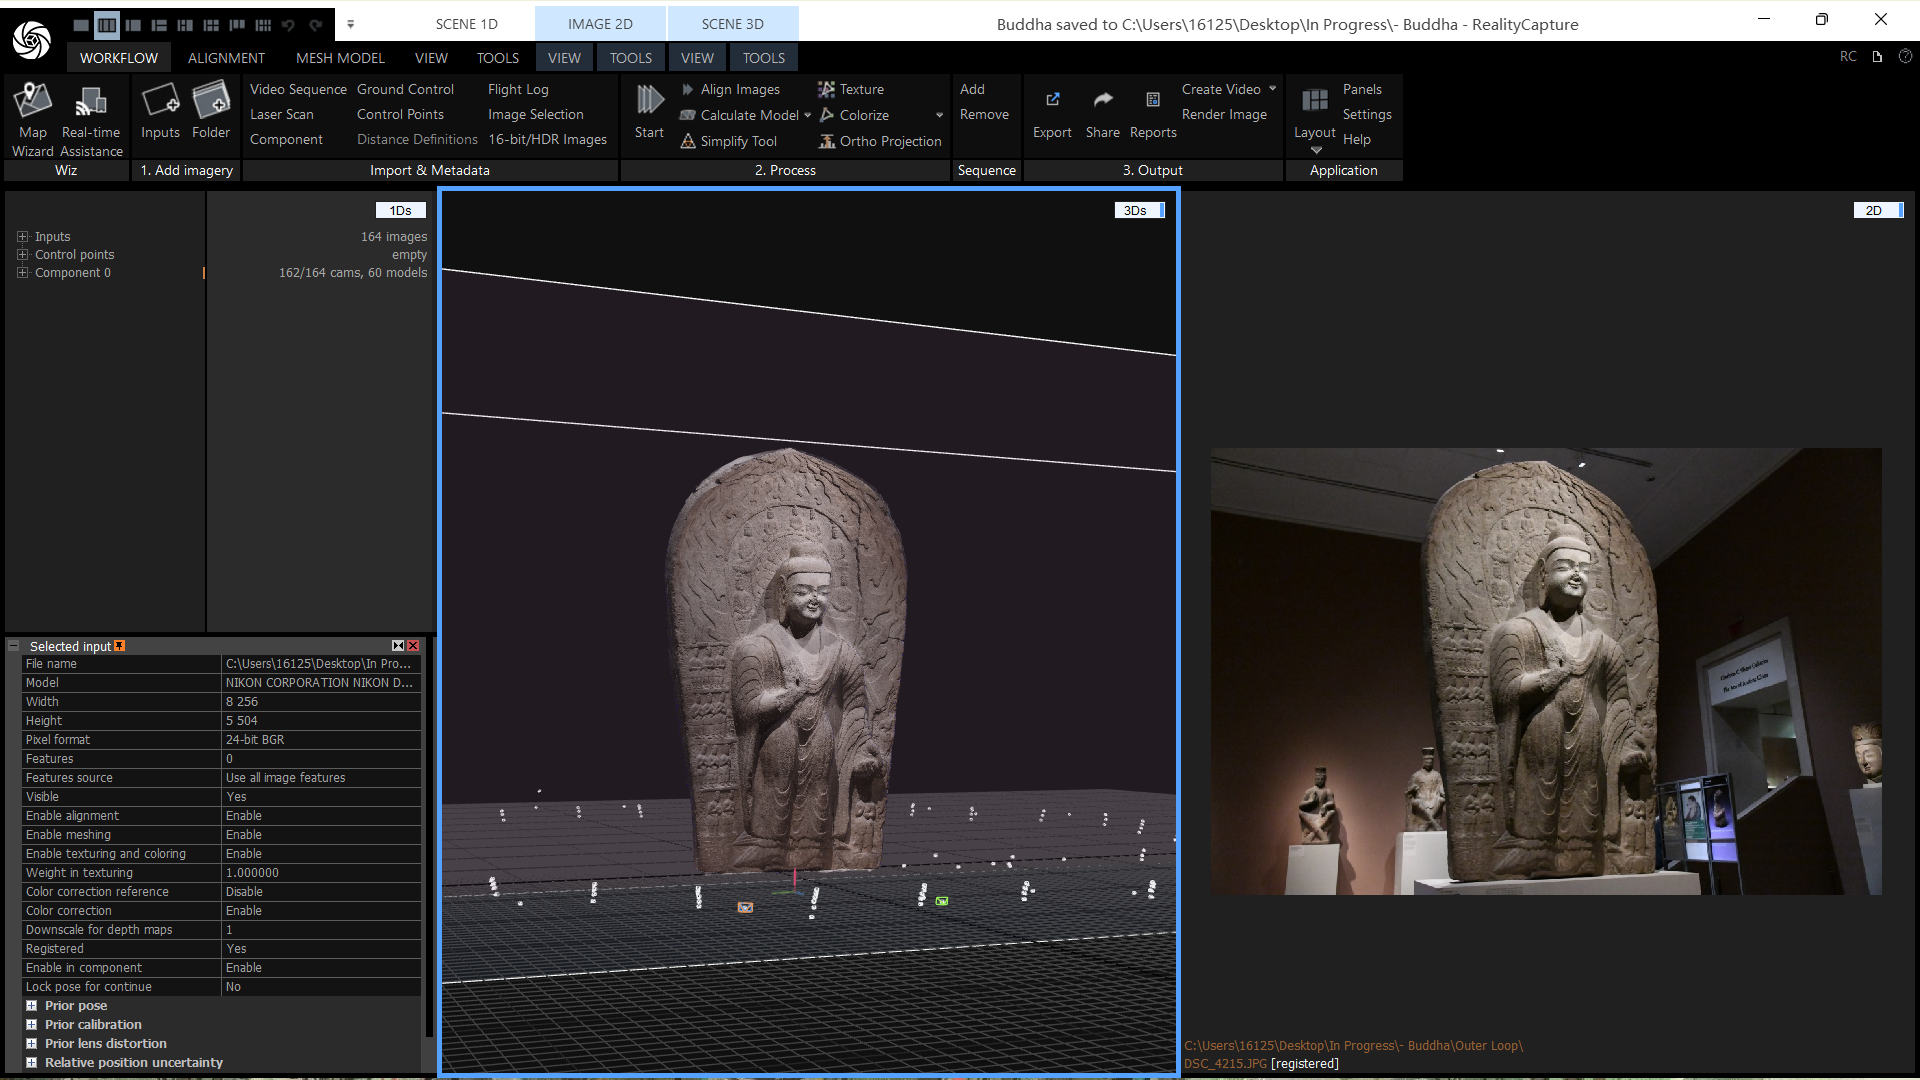 SCENE 1D IMAGE 2D SCENE 3D Buddha saved to C:\Users\16125\Desktop\In Progress\- Buddha - RealityCapture
WORKFLOW ALIGNMENT MESH MODEL VIEW TOOLS VIEW TOOLS VIEW TOOLS RC
Map Wizard
Real-time Assistance
Wiz
Inputs Folder
1. Add imagery
Video Sequence Ground Control Flight Log
Laser Scan Control Points Image Selection
Component Distance Definitions 16-bit/HDR Images
Import & Metadata
Start
Align Images Texture
Calculate Model Colorize
Simplify Tool Ortho Projection
2. Process
Add
Remove
Sequence
Export Share Reports
Create Video
Render Image
3. Output
Layout
Panels
Settings
Help
Application
1Ds
Inputs 164 images
Control points empty
Component 0 162/164 cams, 60 models
3Ds
2D
Selected input
File name C:\Users\16125\Desktop\In Pro...
Model NIKON CORPORATION NIKON D...
Width 8 256
Height 5 504
Pixel format 24-bit BGR
Features 0
Features source Use all image features
Visible Yes
Enable alignment Enable
Enable meshing Enable
Enable texturing and coloring Enable
Weight in texturing 1.000000
Color correction reference Disable
Color correction Enable
Downscale for depth maps 1
Registered Yes
Enable in component Enable
Lock pose for continue No
Prior pose
Prior calibration
Prior lens distortion
Relative position uncertainty
C:\Users\16125\Desktop\In Progress\- Buddha\Outer Loop\
DSC_4215.JPG [registered]